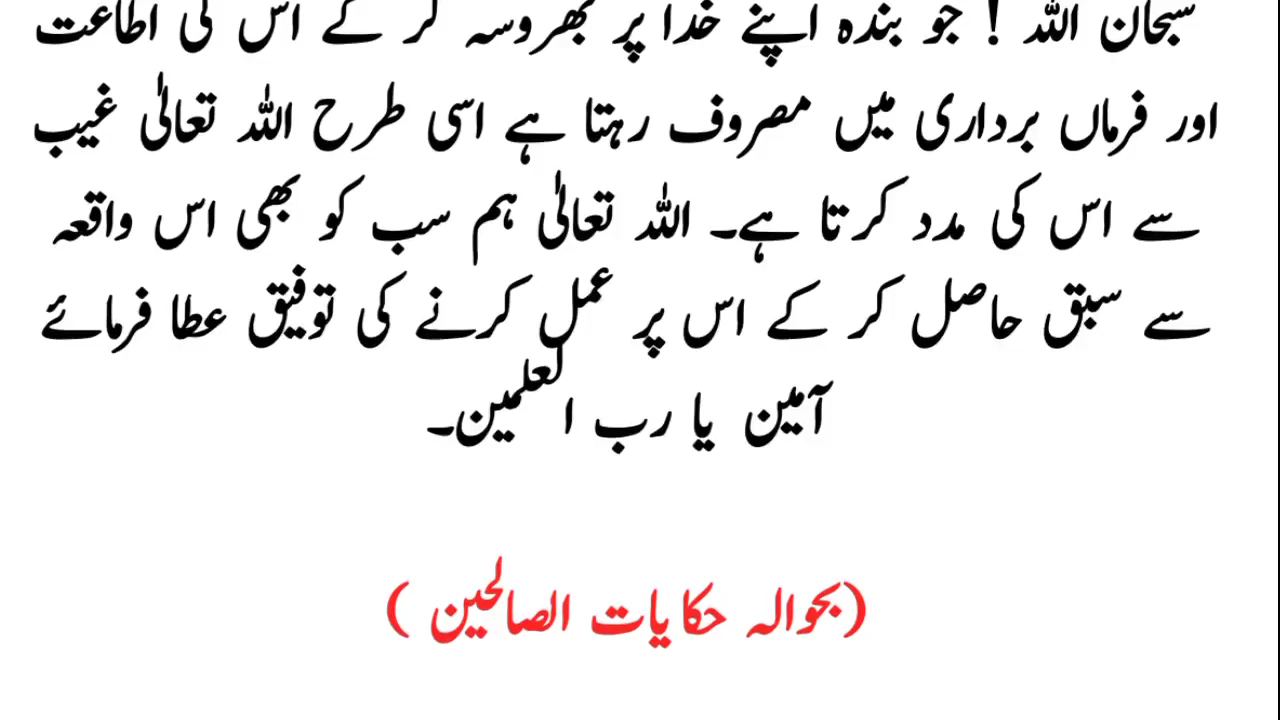 سبحان اللہ ! جو بندہ اپنے خدا پر بھروسہ کر کے اس کی اطاعت
اور فرماں برداری میں مصروف رہتا ہے اسی طرح اللہ تعالٰی غیب
سے اس کی مدد کرتا ہے۔ اللہ تعالٰی ہم سب کو بھی اس واقعہ
سے سبق حاصل کر کے اس پر عمل کرنے کی توفیق عطا فرمائے
آمین یا رب العلمین۔
(بحوالہ حکایات الصالحین )